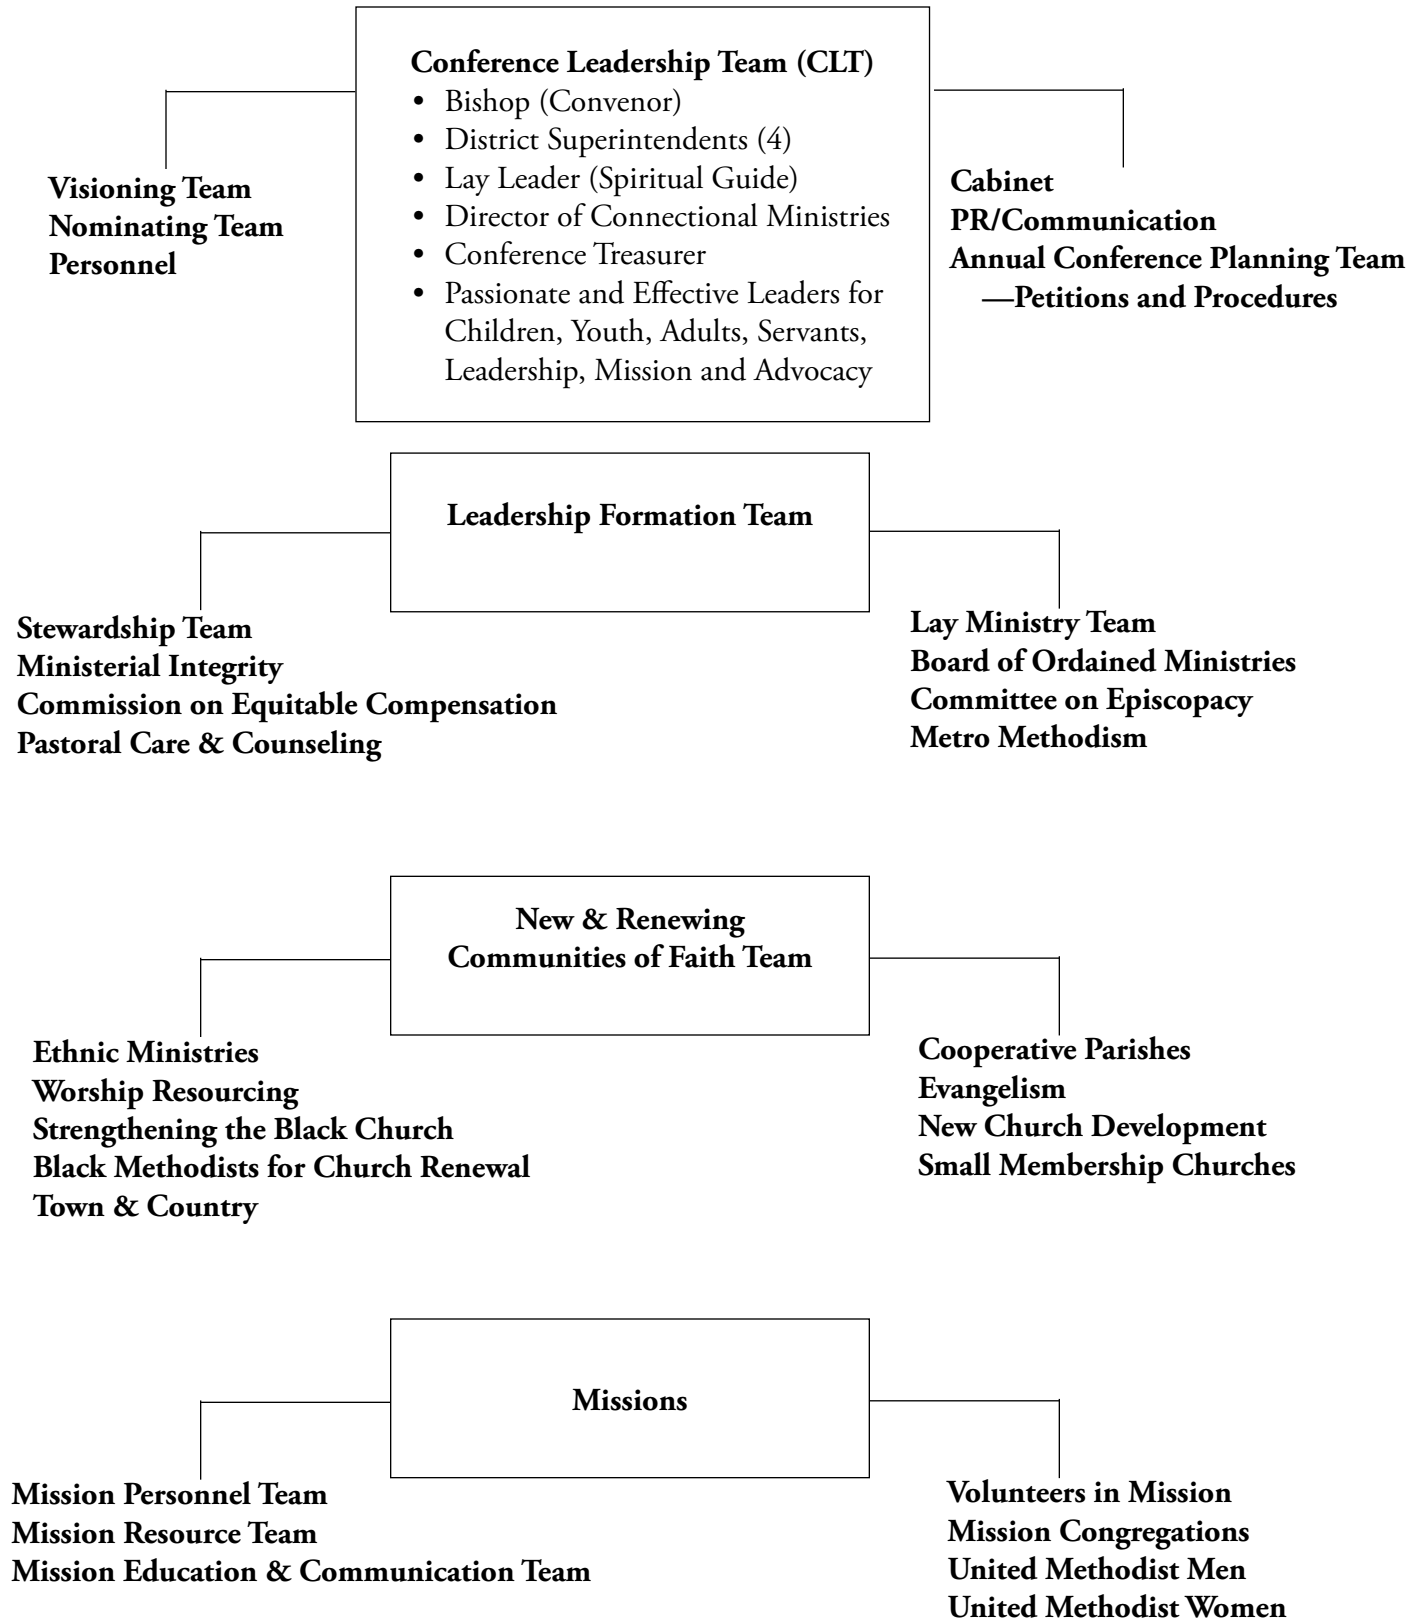 Conference Leadership Team (CLT)
• Bishop (Convenor)
• District Superintendents (4)
• Lay Leader (Spiritual Guide)
• Director of Connectional Ministries
• Conference Treasurer
• Passionate and Effective Leaders for
Children, Youth, Adults, Servants,
Leadership, Mission and Advocacy
Visioning Team
Nominating Team
Personnel
Cabinet
PR/Communication
Annual Conference Planning Team
—Petitions and Procedures
Leadership Formation Team
Stewardship Team
Ministerial Integrity
Commission on Equitable Compensation
Pastoral Care & Counseling
Lay Ministry Team
Board of Ordained Ministries
Committee on Episcopacy
Metro Methodism
New & Renewing
Communities of Faith Team
Ethnic Ministries
Worship Resourcing
Strengthening the Black Church
Black Methodists for Church Renewal
Town & Country
Cooperative Parishes
Evangelism
New Church Development
Small Membership Churches
Missions
Mission Personnel Team
Mission Resource Team
Mission Education & Communication Team
Volunteers in Mission
Mission Congregations
United Methodist Men
United Methodist Women